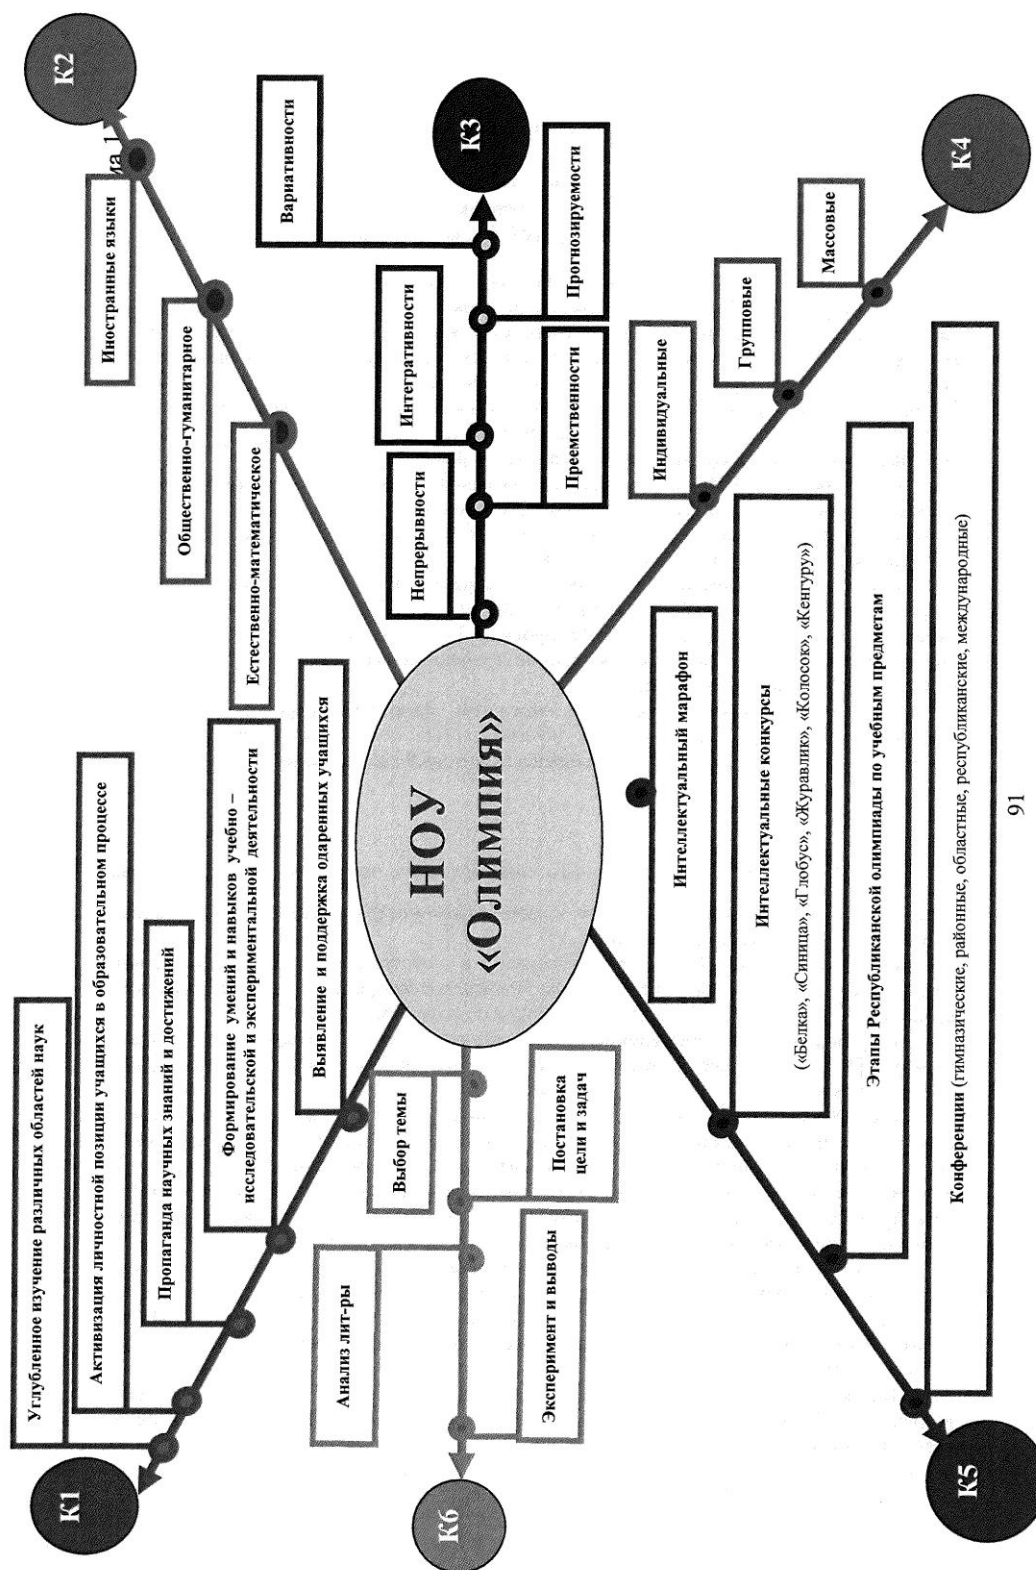 К1
Углубленное изучение различных областей наук
Активизация личностной позиции учащихся в образовательном процессе
Пропаганда научных знаний и достижений
Формирование умений и навыков учебно –
исследовательской и экспериментальной деятельности
Выявление и поддержка одаренных учащихся
К2
ма 1
Иностранные языки
Общественно-гуманитарное
Естественно-математическое
К3
Вариативности
Интегративности
Непрерывности
Прогнозируемости
Преемственности
НОУ
«Олимпия»
К6
Анализ лит-ры
Выбор темы
Эксперимент и выводы
Постановка
цели и задач
К4
Индивидуальные
Групповые
Массовые
К5
Интеллектуальный марафон
Интеллектуальные конкурсы
(«Белка», «Синица», «Глобус», «Журавлик», «Колосок», «Кенгуру»)
Этапы Республиканской олимпиады по учебным предметам
Конференции (гимназические, районные, областные, республиканские, международные)
91